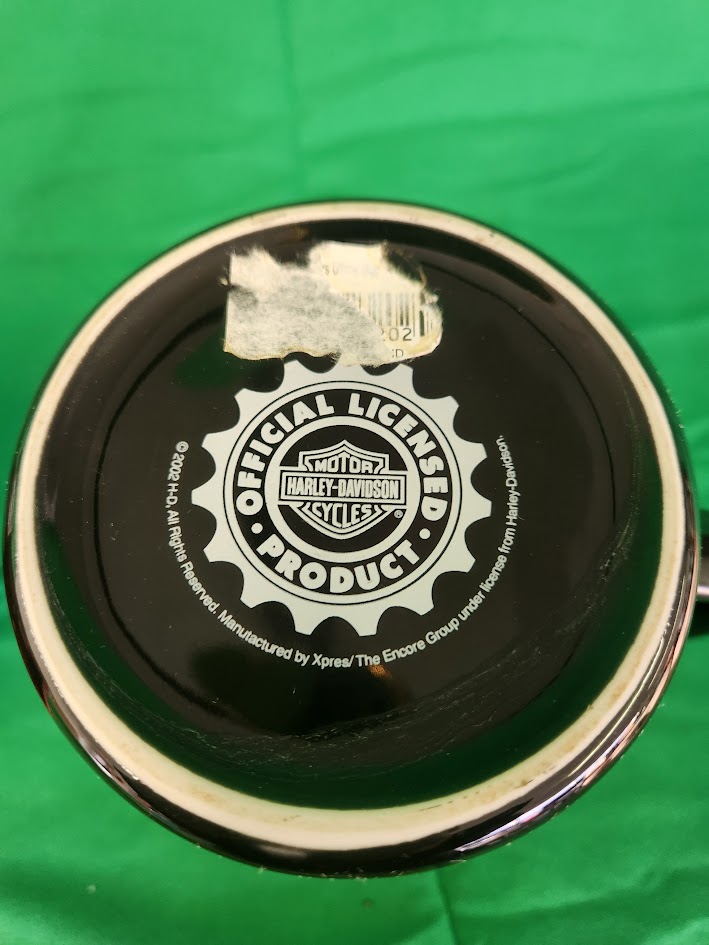 202
OFFICIAL LICENSED
MOTOR
HARLEY-DAVIDSON
CYCLES ®
• PRODUCT •
© 2002 H-D, All Rights Reserved. Manufactured by Xpres/ The Encore Group under license from Harley-Davidson.